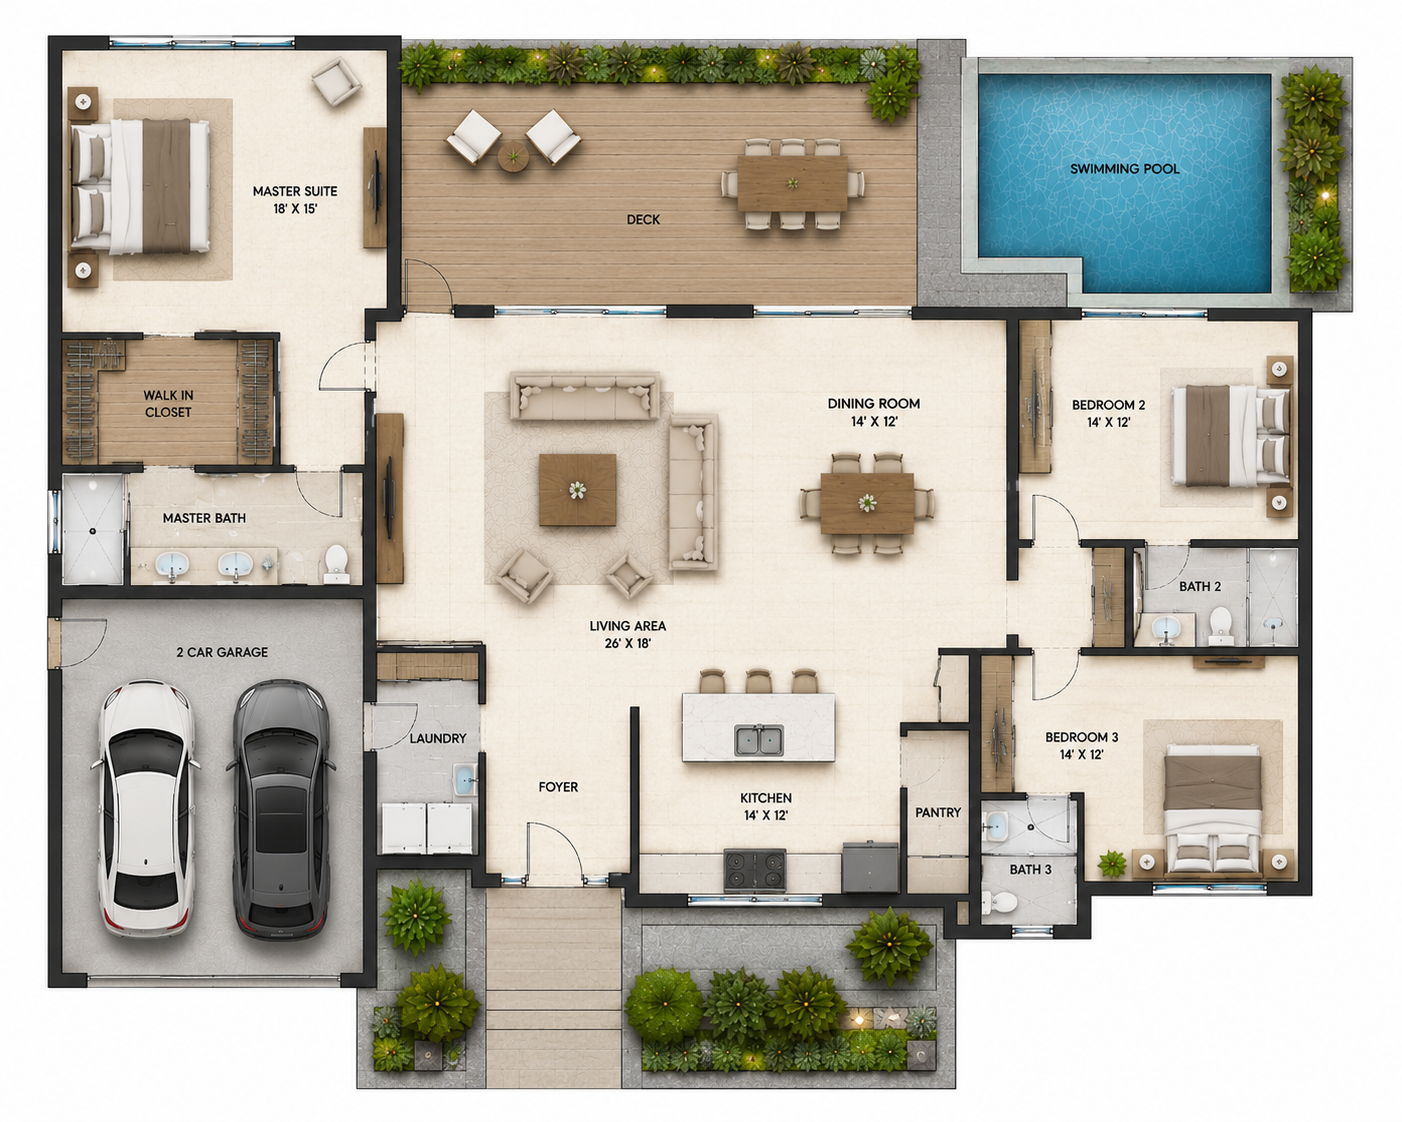 MASTER SUITE
18' X 15'
DECK
SWIMMING POOL
WALK IN
CLOSET
DINING ROOM
14' X 12'
BEDROOM 2
14' X 12'
MASTER BATH
BATH 2
LIVING AREA
26' X 18'
2 CAR GARAGE
LAUNDRY
FOYER
KITCHEN
14' X 12'
PANTRY
BEDROOM 3
14' X 12'
BATH 3